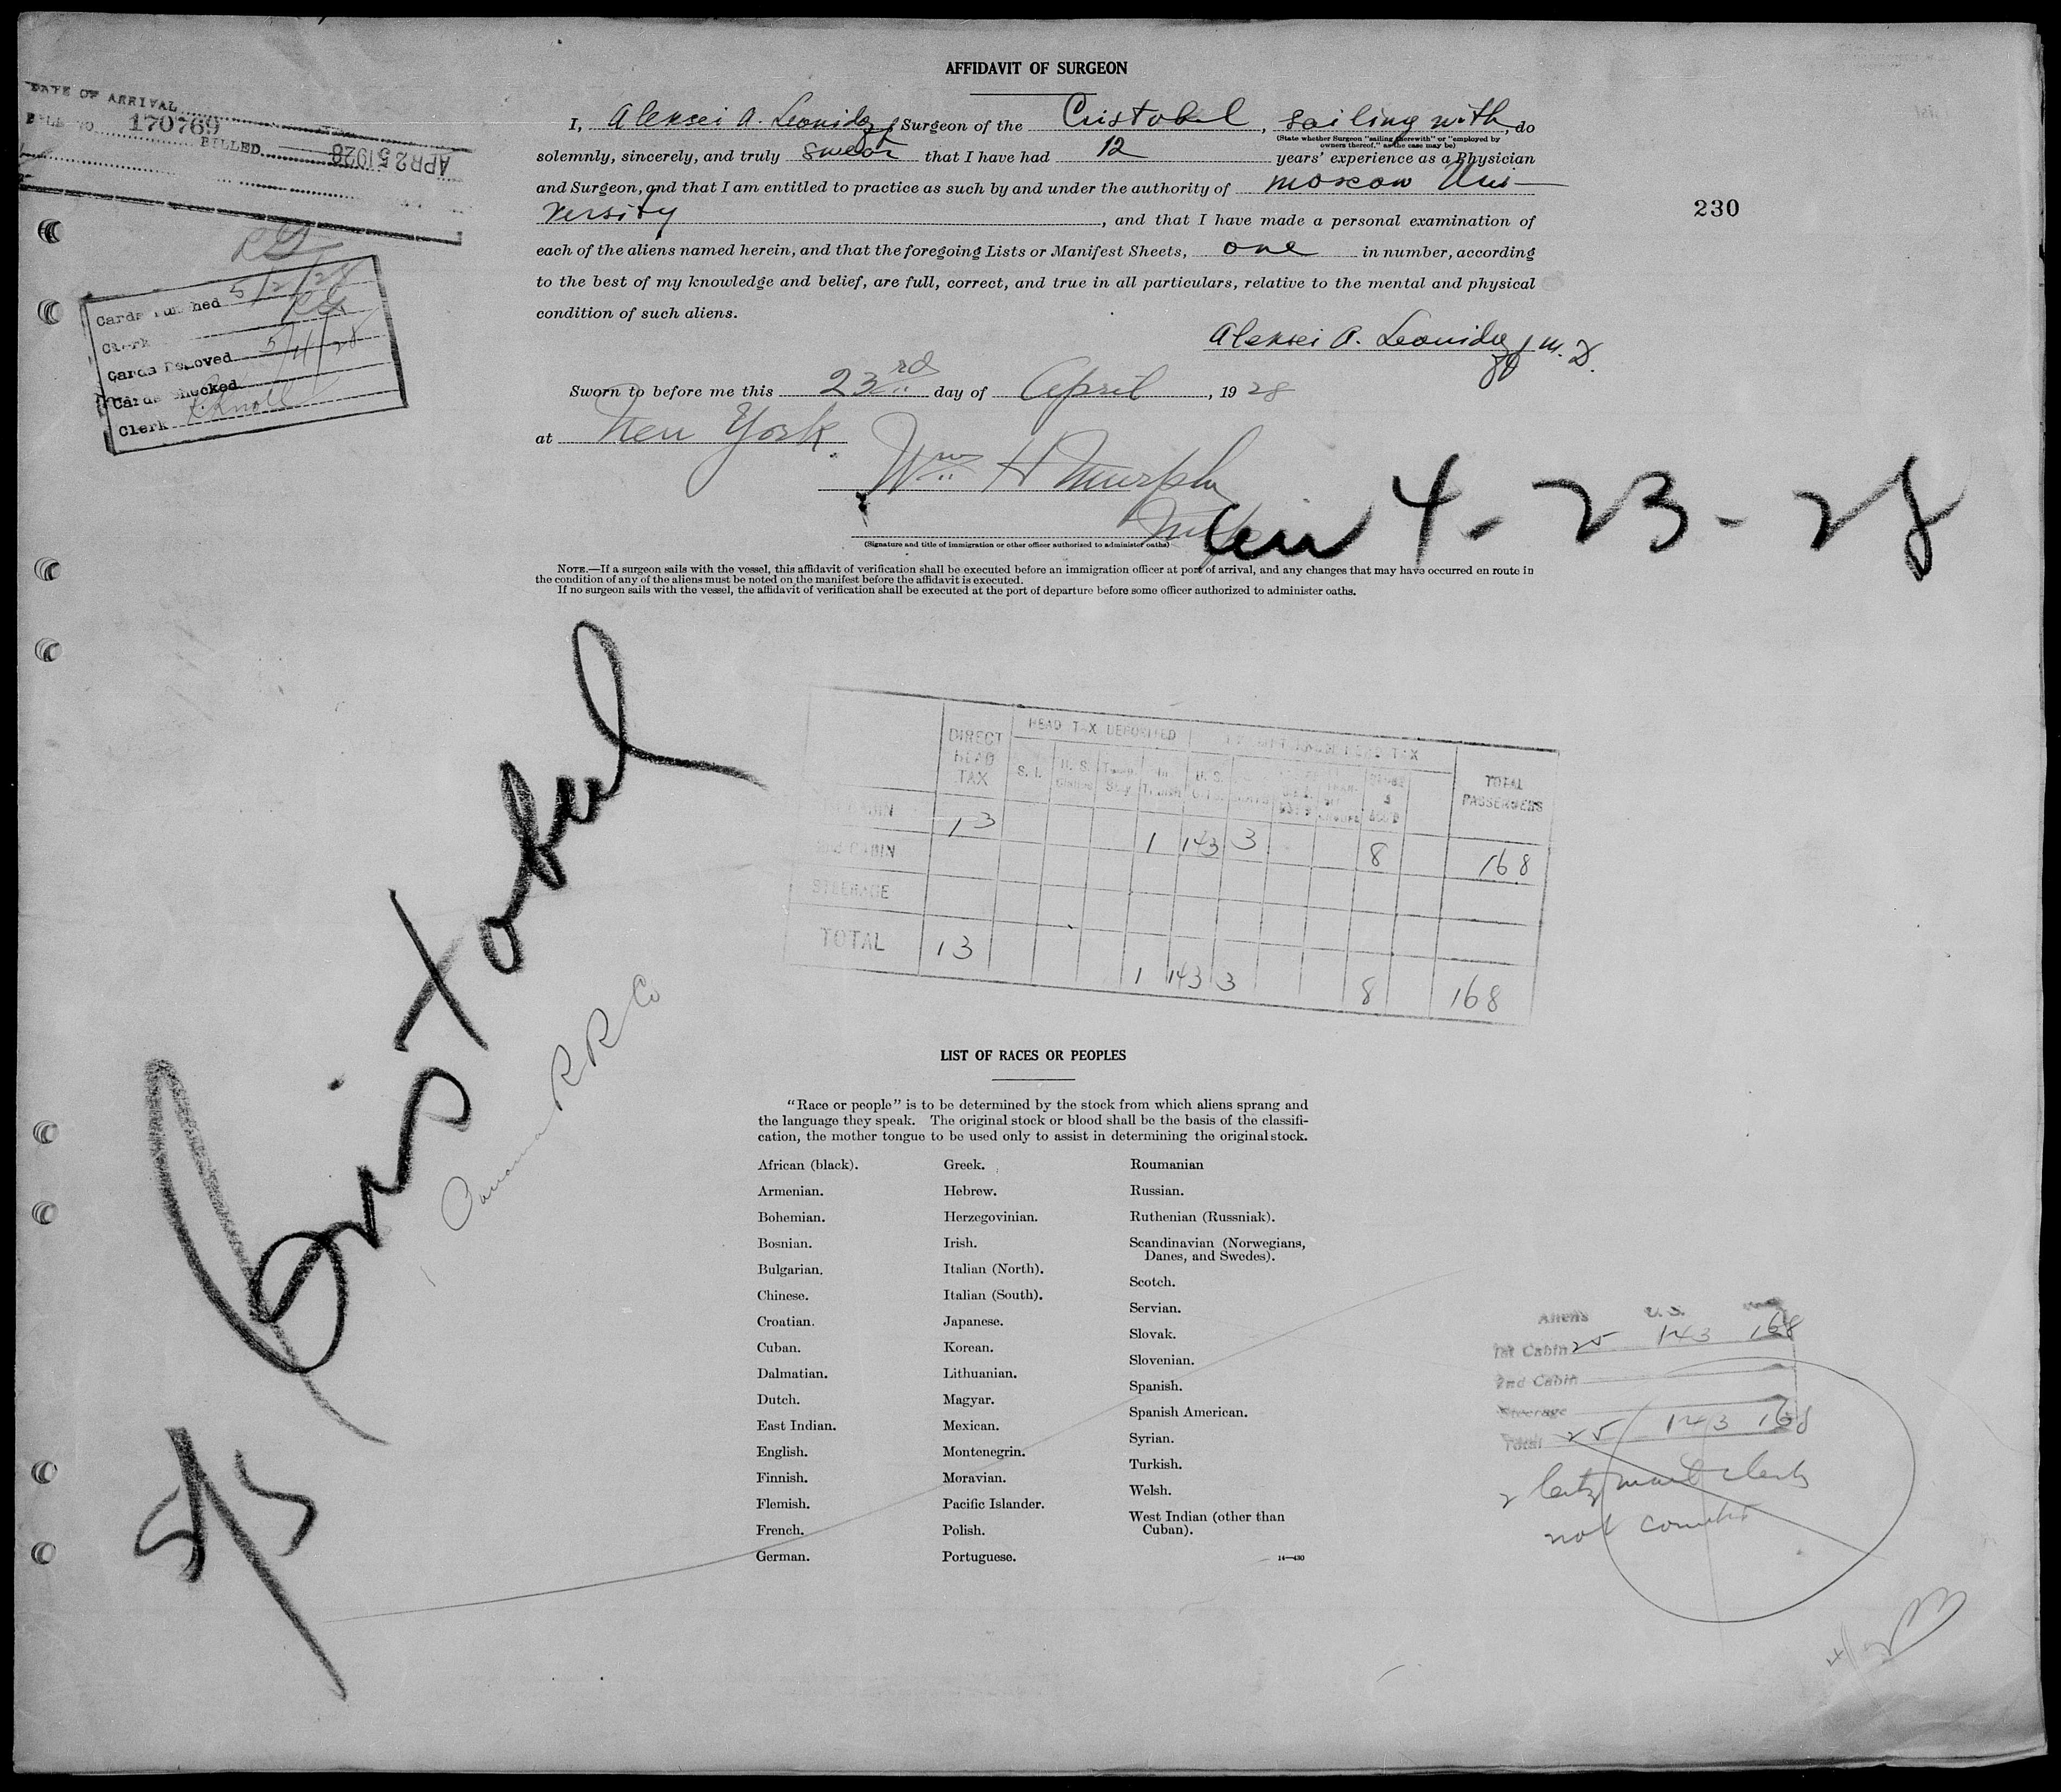 AFFIDAVIT OF SURGEON
DATE OF ARRIVAL
170769
BILLED APR 25 1928
I, Aleksei A. Leonidoff, Surgeon of the Cristobal, sailing with, do
(State whether Surgeon "sailing therewith" or "employed by
owners thereof," as the case may be)
solemnly, sincerely, and truly swear that I have had 12 years' experience as a Physician
and Surgeon, and that I am entitled to practice as such by and under the authority of Moscow Uni-
versity, and that I have made a personal examination of
230
each of the aliens named herein, and that the foregoing Lists or Manifest Sheets, one in number, according
to the best of my knowledge and belief, are full, correct, and true in all particulars, relative to the mental and physical
condition of such aliens.
Cards Punched 5/2/28
Clerk
Cards Removed 5/11/28
Cards Checked
Clerk
M.D.
Sworn to before me this 23rd day of April, 1928
at New York.
Wm H Murphy
4-23-28
(Signature and title of immigration or other officer authorized to administer oaths)
NOTE.—If a surgeon sails with the vessel, this affidavit of verification shall be executed before an immigration officer at port of arrival, and any changes that may have occurred en route in
the condition of any of the aliens must be noted on the manifest before the affidavit is executed.
If no surgeon sails with the vessel, the affidavit of verification shall be executed at the port of departure before some officer authorized to administer oaths.
Cristobal
Panama RR Co
DIRECT HEAD TAX
HEAD TAX DEPOSITED
S. I.
U. S.
TOTAL PASSENGERS
CABIN 13 1 143 3 8 168
CABIN
STEERAGE
TOTAL 13 1 143 3 8 168
LIST OF RACES OR PEOPLES
"Race or people" is to be determined by the stock from which aliens sprang and
the language they speak. The original stock or blood shall be the basis of the classifi-
cation, the mother tongue to be used only to assist in determining the original stock.
African (black).
Armenian.
Bohemian.
Bosnian.
Bulgarian.
Chinese.
Croatian.
Cuban.
Dalmatian.
Dutch.
East Indian.
English.
Finnish.
Flemish.
French.
German.
Greek.
Hebrew.
Herzegovinian.
Irish.
Italian (North).
Italian (South).
Japanese.
Korean.
Lithuanian.
Magyar.
Mexican.
Montenegrin.
Moravian.
Pacific Islander.
Polish.
Portuguese.
Roumanian
Russian.
Ruthenian (Russniak).
Scandinavian (Norwegians,
Danes, and Swedes).
Scotch.
Servian.
Slovak.
Slovenian.
Spanish.
Spanish American.
Syrian.
Turkish.
Welsh.
West Indian (other than
Cuban).
14—430
Aliens U.S.
1st Cabin 25 143 168
2nd Cabin
Steerage
Total 25 143 168
mail clerks
not